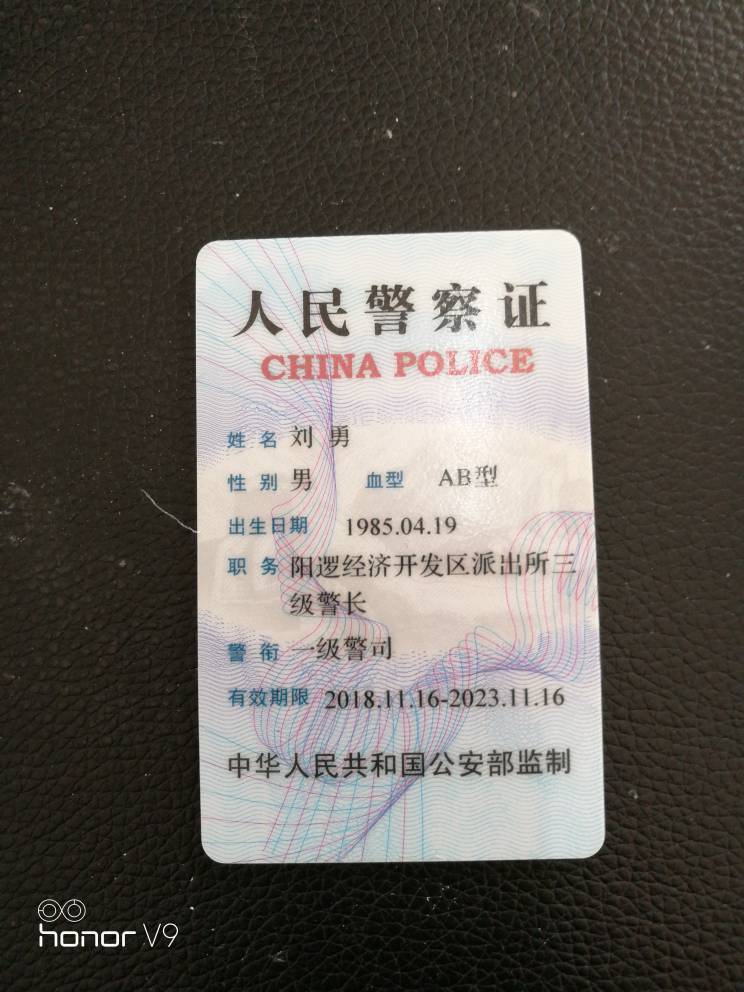 人民警察证
CHINA POLICE
姓名 刘勇
性别 男 血型 AB型
出生日期 1985.04.19
职务 阳逻经济开发区派出所三
级警长
警衔 一级警司
有效期限 2018.11.16-2023.11.16
中华人民共和国公安部监制
honor V9